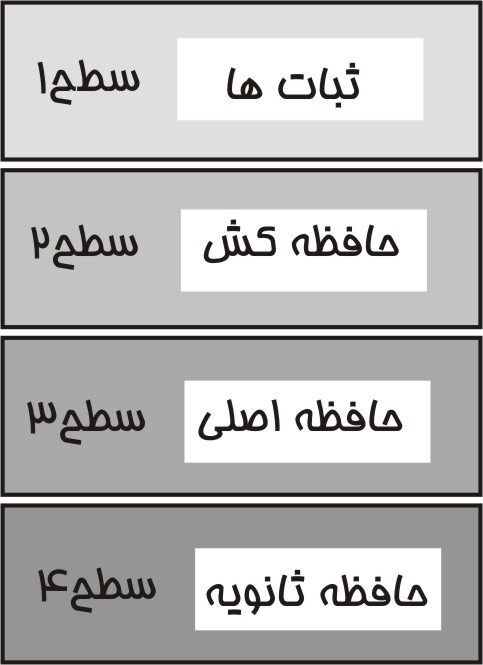 سطح۱
ثبات ها
سطح۲
حافظه کش
سطح۳
حافظه اصلی
سطح۴
حافظه ثانویه